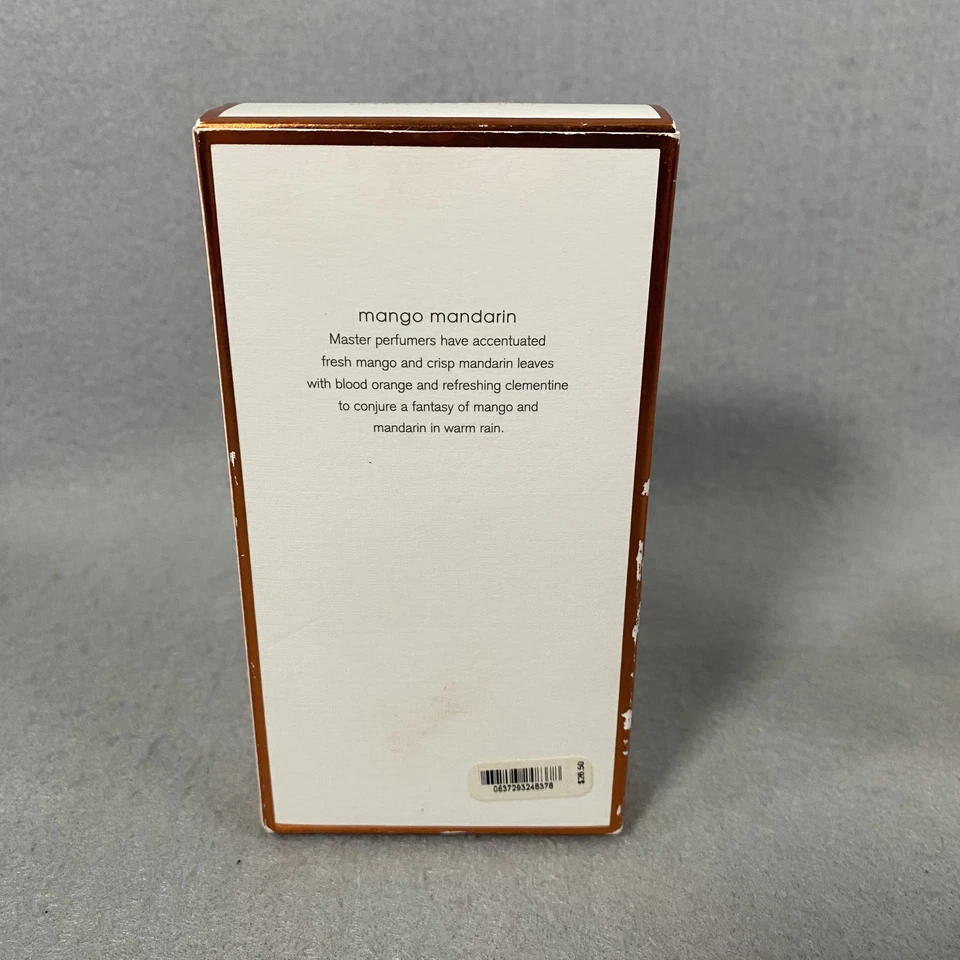 mango mandarin
Master perfumers have accentuated
fresh mango and crisp mandarin leaves
with blood orange and refreshing clementine
to conjure a fantasy of mango and
mandarin in warm rain.
0637293248378
$26.50